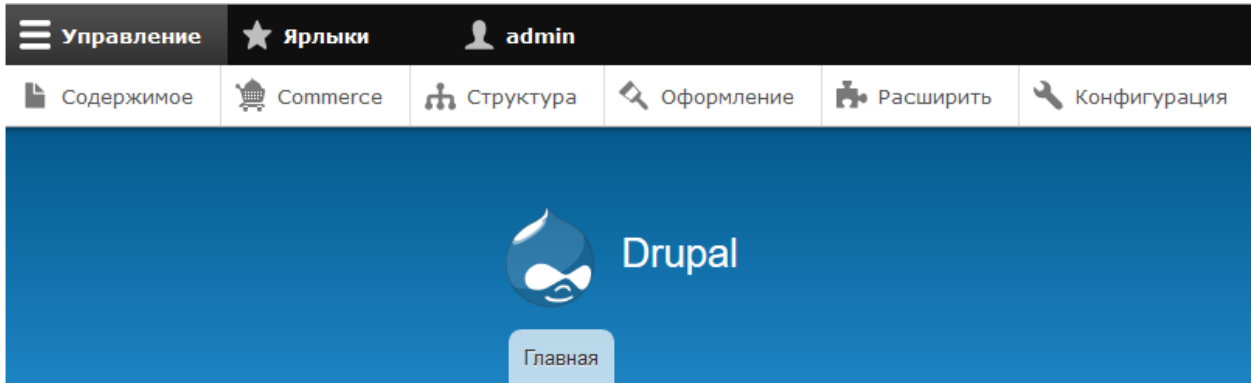 Управление Ярлыки admin
Содержимое Commerce Структура Оформление Расширить Конфигурация
Drupal
Главная